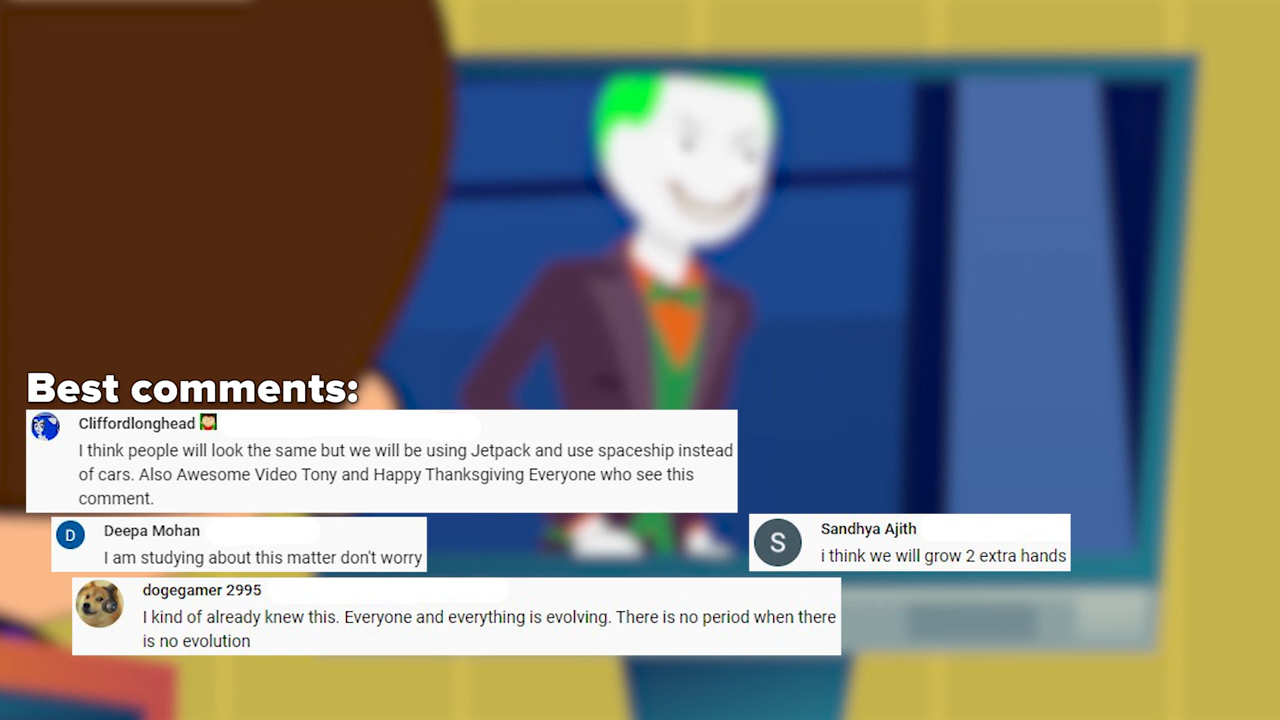 Best comments:
Cliffordlonghead
I think people will look the same but we will be using Jetpack and use spaceship instead
of cars. Also Awesome Video Tony and Happy Thanksgiving Everyone who see this
comment.
D
Deepa Mohan
I am studying about this matter don't worry
S
Sandhya Ajith
i think we will grow 2 extra hands
dogegamer 2995
I kind of already knew this. Everyone and everything is evolving. There is no period when there
is no evolution